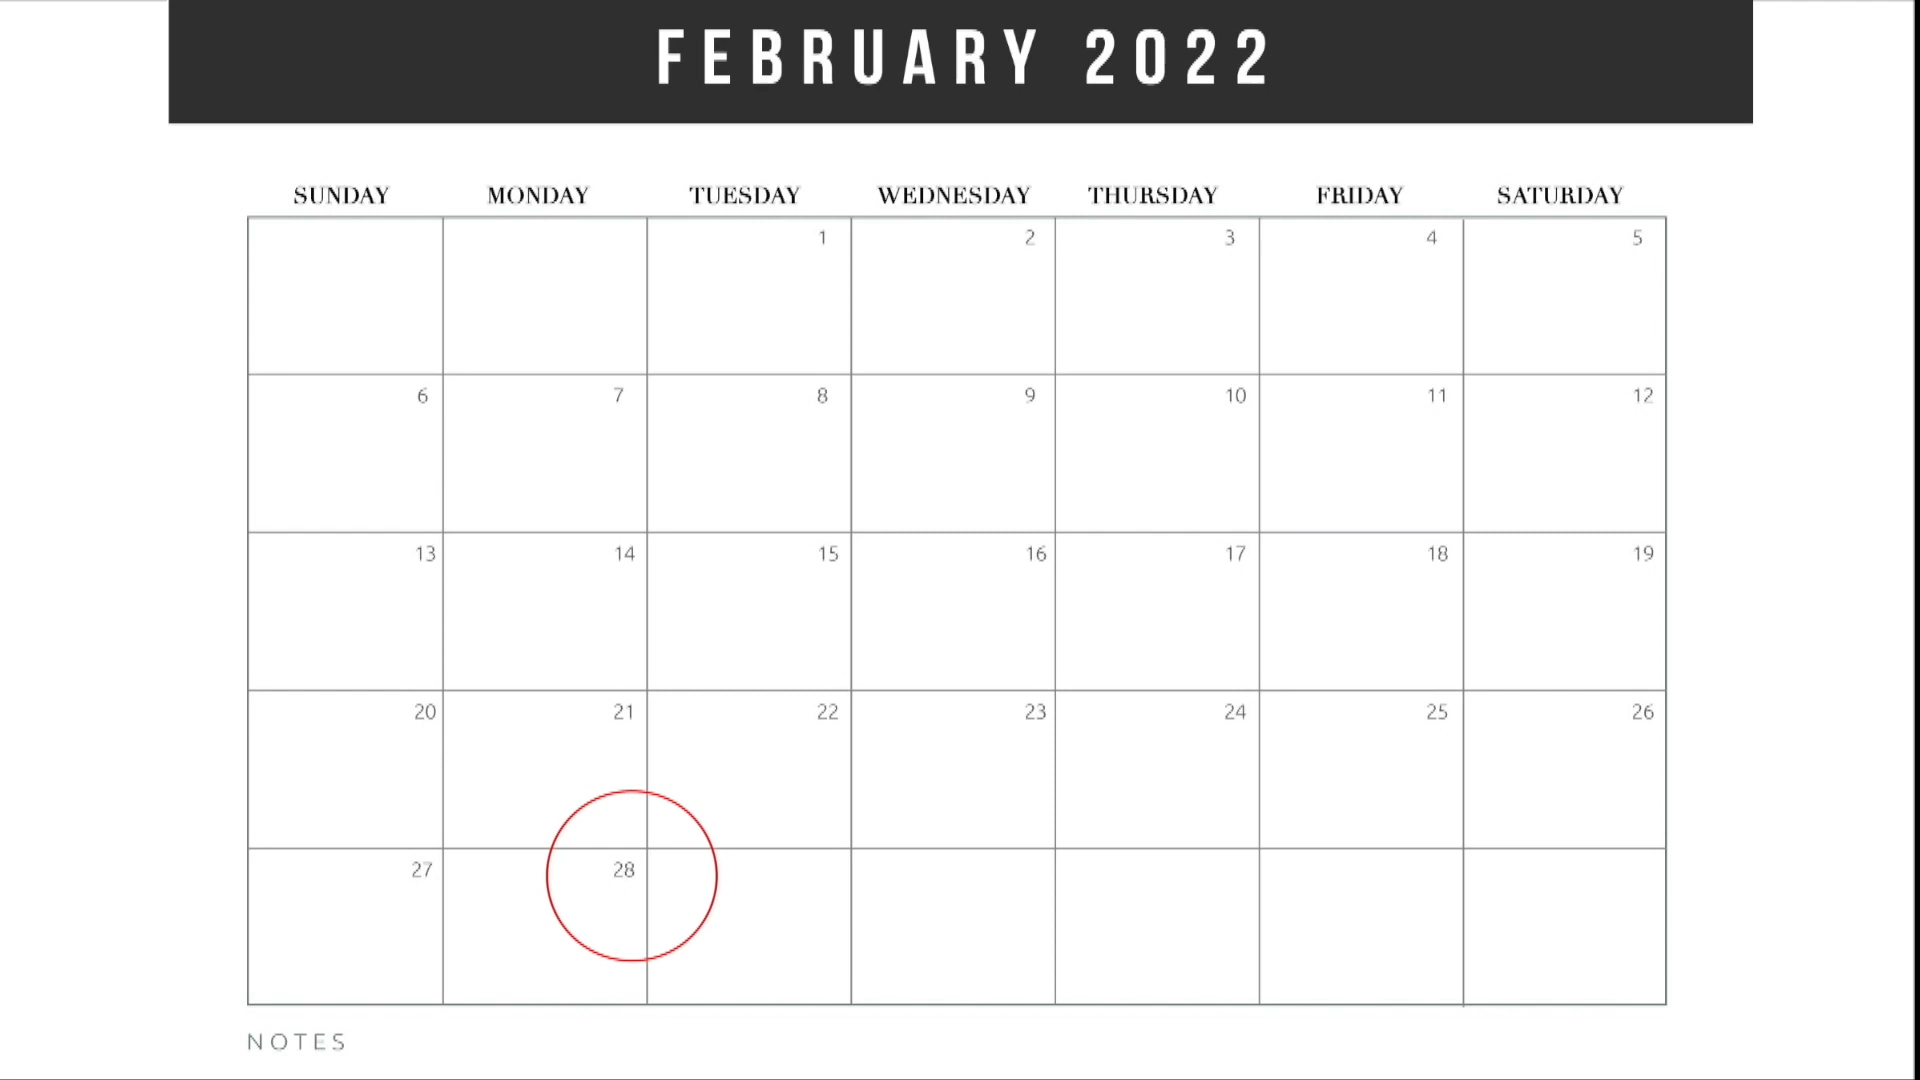 FEBRUARY 2022
SUNDAY MONDAY TUESDAY WEDNESDAY THURSDAY FRIDAY SATURDAY
1 2 3 4 5
6 7 8 9 10 11 12
13 14 15 16 17 18 19
20 21 22 23 24 25 26
27 28
NOTES